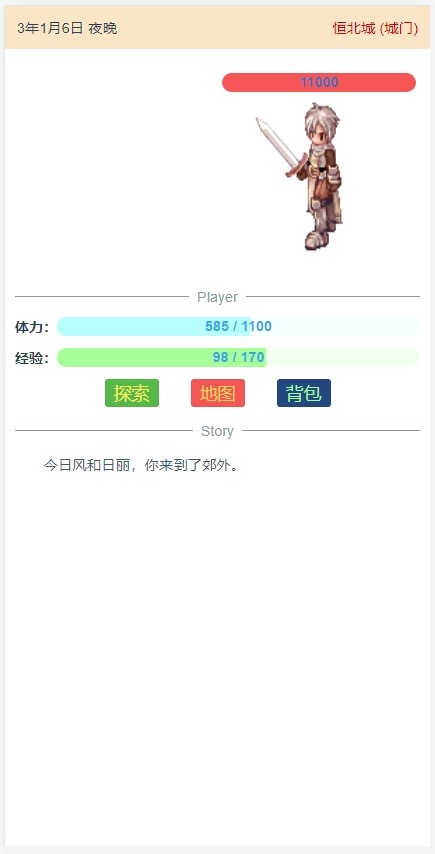 3年1月6日 夜晚 恒北城 (城门)
11000
Player
体力： 585 / 1100
经验： 98 / 170
探索 地图 背包
Story
今日风和日丽，你来到了郊外。